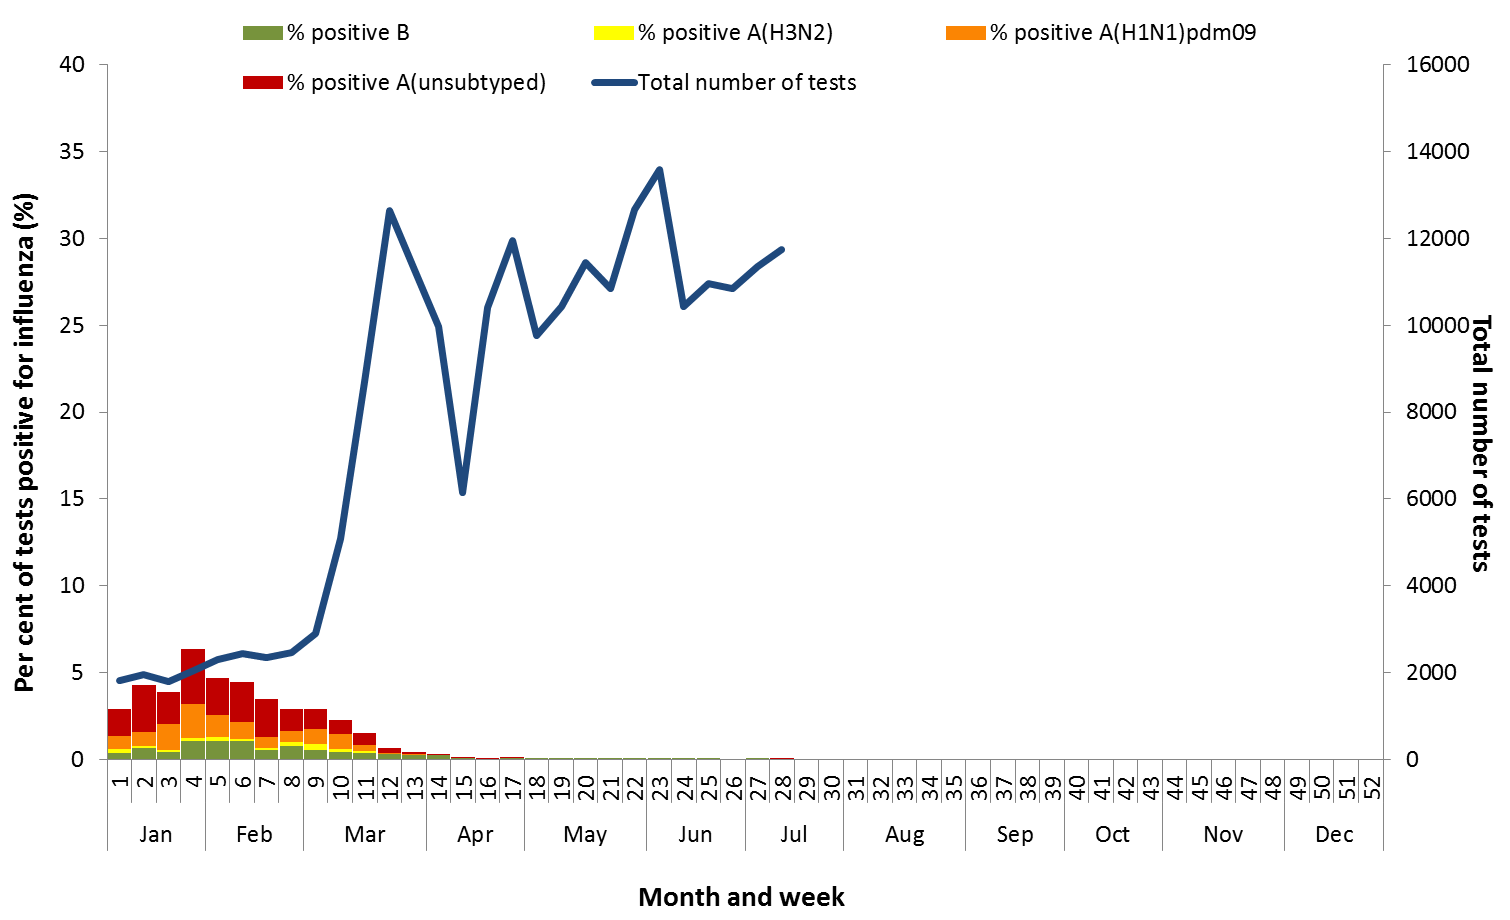 % positive B % positive A(H3N2) % positive A(H1N1)pdm09
% positive A(unsubtyped) Total number of tests
40
35
30
25
20
15
10
5
0
Per cent of tests positive for influenza (%)
16000
14000
12000
10000
8000
6000
4000
2000
0
Total number of tests
1 2 3 4 5 6 7 8 9 10 11 12 13 14 15 16 17 18 19 20 21 22 23 24 25 26 27 28 29 30 31 32 33 34 35 36 37 38 39 40 41 42 43 44 45 46 47 48 49 50 51 52
Jan Feb Mar Apr May Jun Jul Aug Sep Oct Nov Dec
Month and week